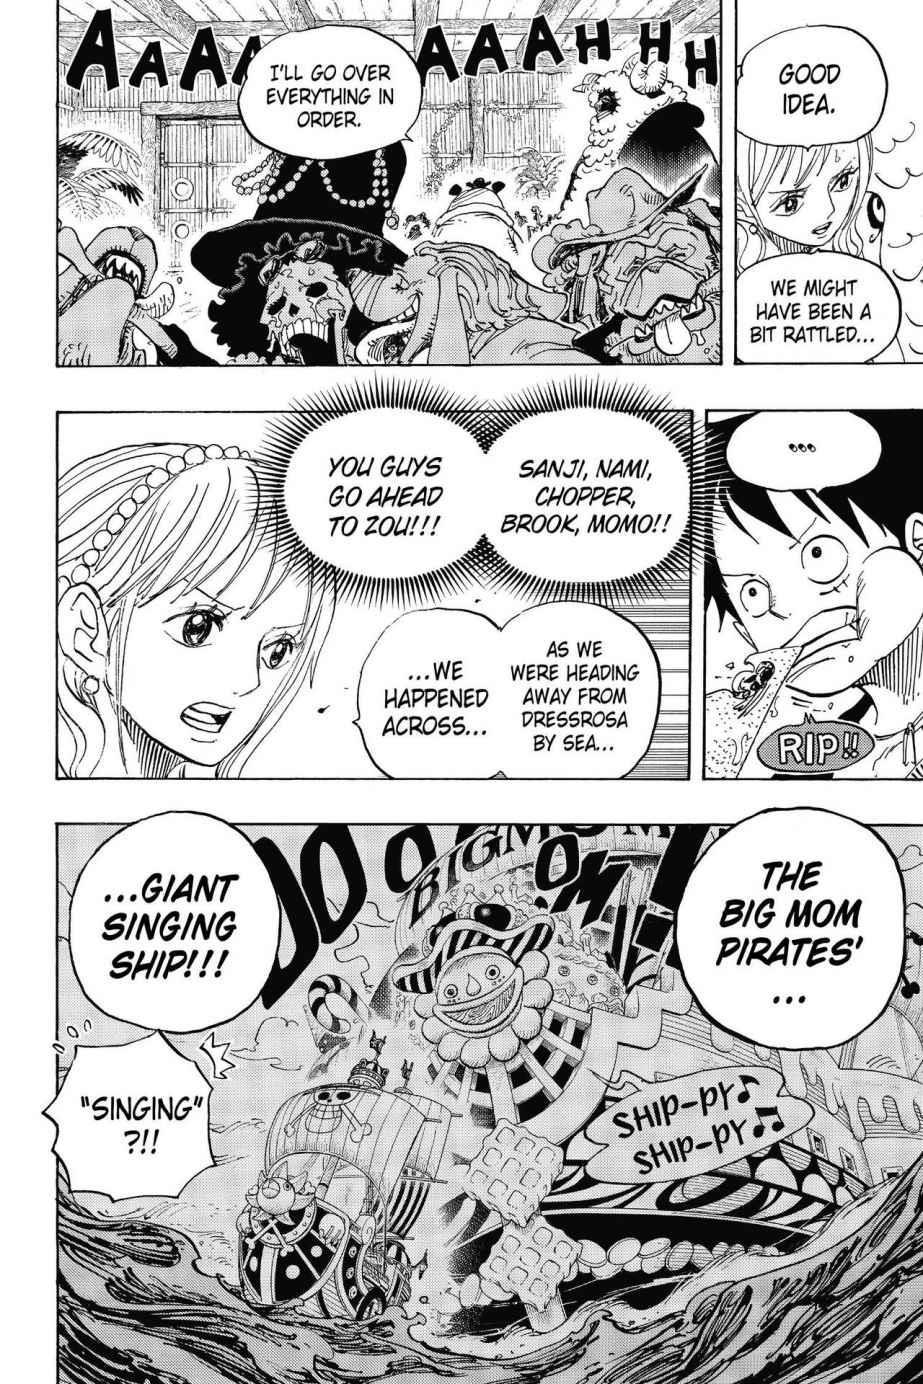 GOOD
IDEA.
WE MIGHT
HAVE BEEN A
BIT RATTLED...
AAAA AAAHHH
I'LL GO OVER
EVERYTHING IN
ORDER.
...
RIP!!
SANJI, NAMI,
CHOPPER,
BROOK, MOMO!!
YOU GUYS
GO AHEAD
TO ZOU!!!
AS WE
WERE HEADING
AWAY FROM
DRESSROSA
BY SEA...
...WE
HAPPENED
ACROSS...
THE
BIG MOM
PIRATES'
...
BIGMOM
...GIANT
SINGING
SHIP!!!
SHIP-PY♪
SHIP-PY♫
"SINGING"
?!!